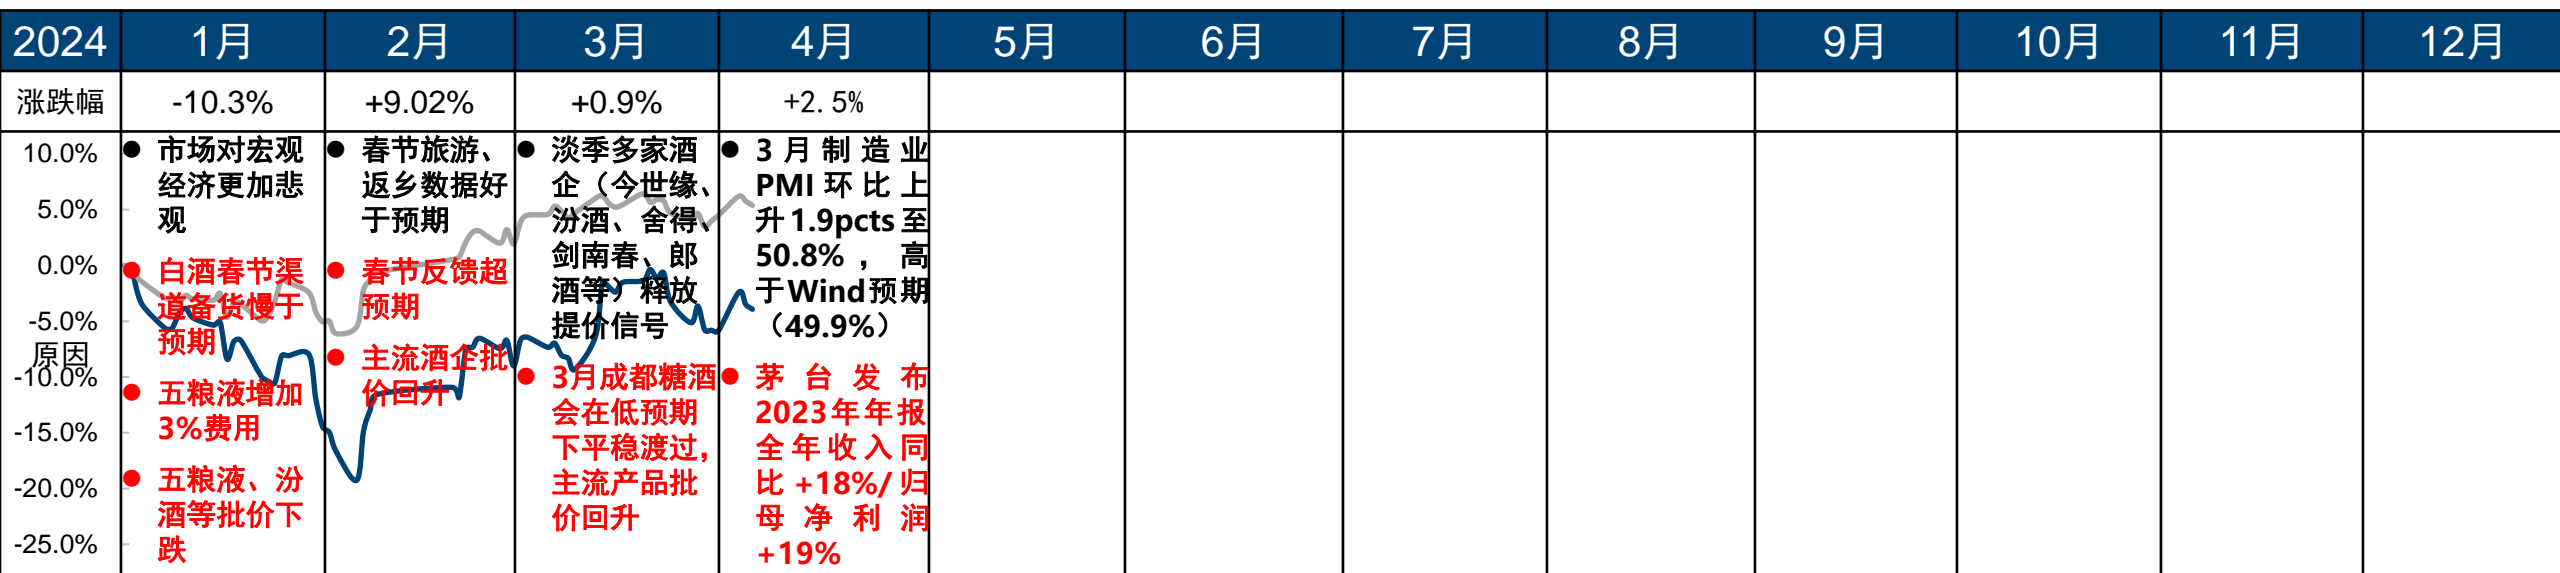 2024 1月 2月 3月 4月 5月 6月 7月 8月 9月 10月 11月 12月
涨跌幅 -10.3% +9.02% +0.9% +2.5%
10.0%
5.0%
0.0%
-5.0%
原因
-10.0%
-15.0%
-20.0%
-25.0%
● 市场对宏观
经济更加悲
观
● 白酒春节渠
道备货慢于
预期
● 五粮液增加
3%费用
● 五粮液、汾
酒等批价下
跌
● 春节旅游、
返乡数据好
于预期
● 春节反馈超
预期
● 主流酒企批
价回升
● 淡季多家酒
企（今世缘、
汾酒、舍得、
剑南春、郎
酒等）释放
提价信号
● 3月成都糖酒
会在低预期
下平稳渡过，
主流产品批
价回升
● 3月制造业
PMI环比上
升1.9pcts至
50.8%，高
于Wind预期
（49.9%）
● 茅台发布
2023年年报
全年收入同
比+18%/归
母净利润
+19%